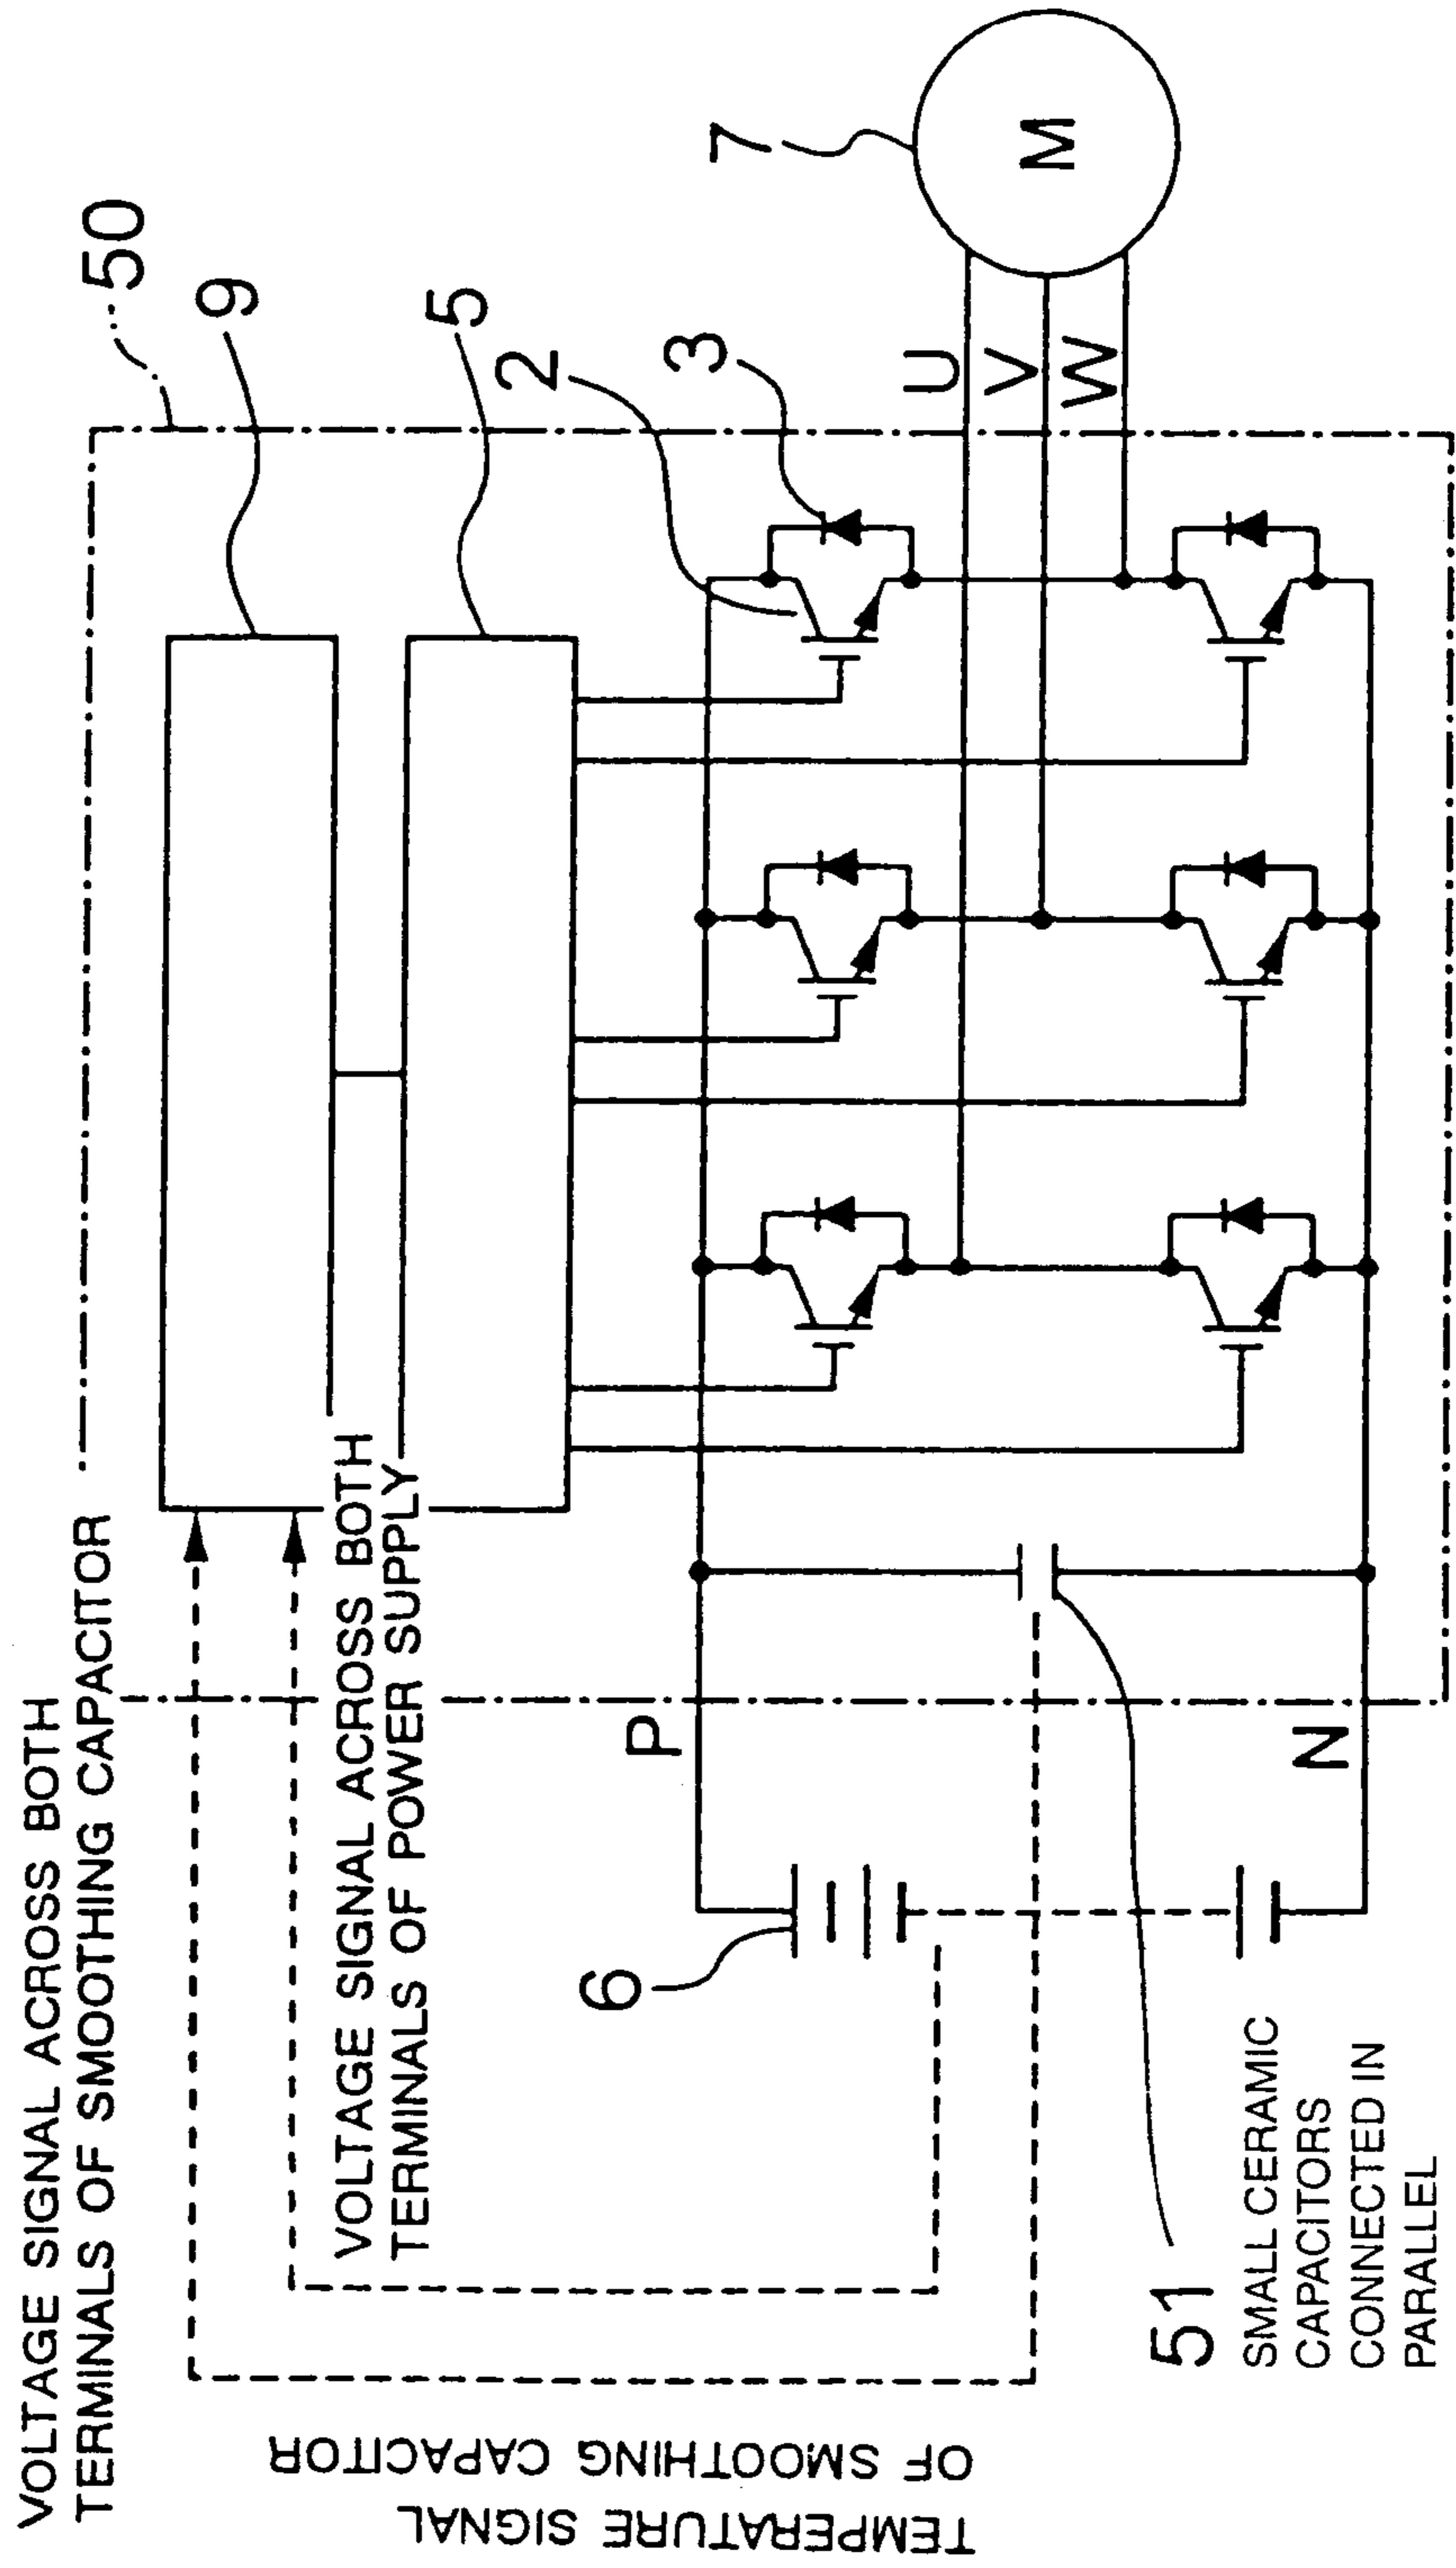 VOLTAGE SIGNAL ACROSS BOTH
TERMINALS OF SMOOTHING CAPACITOR
50
9
5
2
3
7
M
U
V
W
VOLTAGE SIGNAL ACROSS BOTH
TERMINALS OF POWER SUPPLY
P
N
6
51
SMALL CERAMIC
CAPACITORS
CONNECTED IN
PARALLEL
TEMPERATURE SIGNAL
OF SMOOTHING CAPACITOR